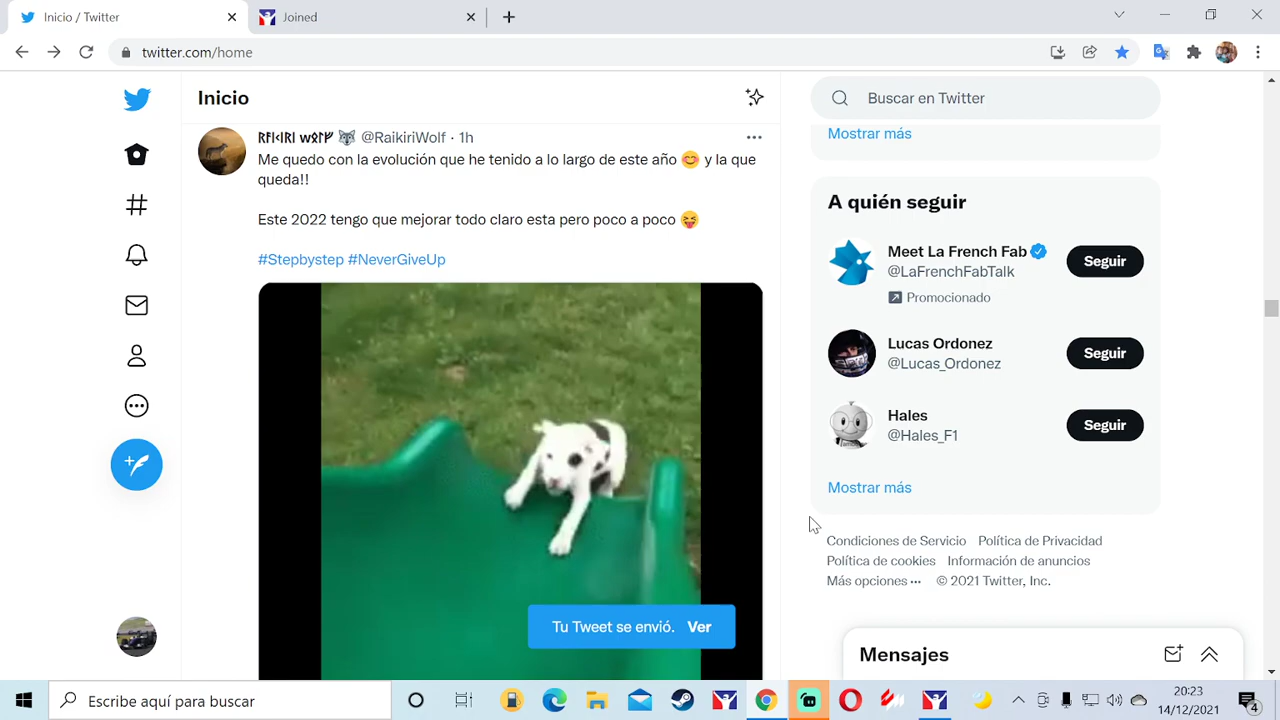 Inicio / Twitter
Joined
twitter.com/home
Inicio
Buscar en Twitter
Mostrar más
ᚱᚨᛁᚲᛁᚱᛁ ᚹᛟᛚᚠ 🐺 @RaikiriWolf · 1h
Me quedo con la evolución que he tenido a lo largo de este año 😊 y la que
queda!!
Este 2022 tengo que mejorar todo claro esta pero poco a poco 😝
#Stepbystep #NeverGiveUp
Tu Tweet se envió. Ver
A quién seguir
Meet La French Fab
@LaFrenchFabTalk
Promocionado
Seguir
Lucas Ordonez
@Lucas_Ordonez
Seguir
Hales
@Hales_F1
Seguir
Mostrar más
Condiciones de Servicio Política de Privacidad
Política de cookies Información de anuncios
Más opciones ··· © 2021 Twitter, Inc.
Mensajes
Escribe aquí para buscar
20:23
14/12/2021
4